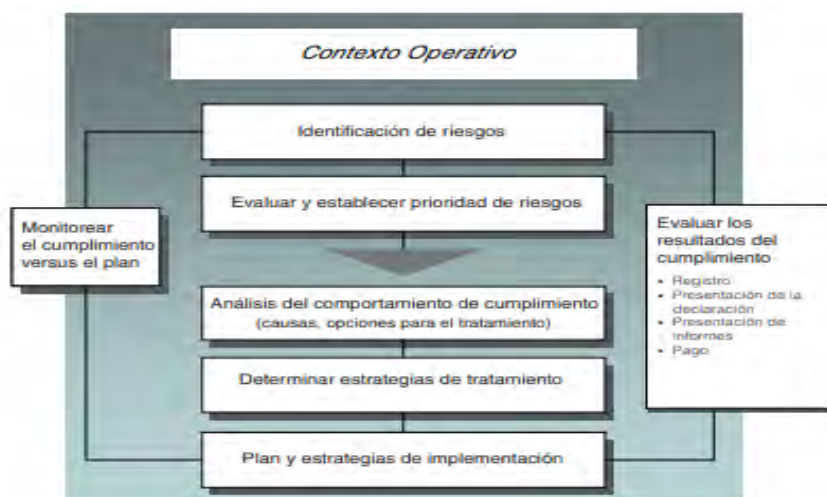 Contexto Operativo
Identificación de riesgos
Evaluar y establecer prioridad de riesgos
Monitorear
el cumplimiento
versus el plan
Análisis del comportamiento de cumplimiento
(causas, opciones para el tratamiento)
Determinar estrategias de tratamiento
Plan y estrategias de implementación
Evaluar los
resultados del
cumplimiento
• Registro
• Presentación de la
declaración
• Presentación de
informes
• Pago